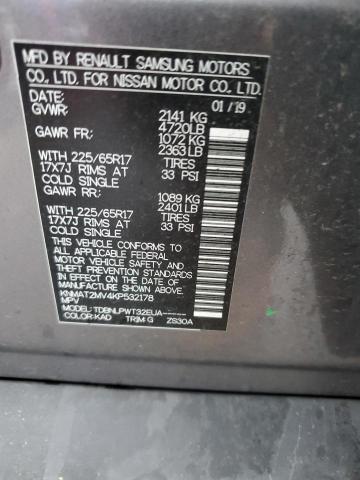 MFD BY RENAULT SAMSUNG MOTORS
CO., LTD. FOR NISSAN MOTOR CO., LTD.
DATE: 01/19
GVWR: 2141 KG
4720LB
GAWR FR: 1072 KG
2363 LB
WITH 225/65R17 TIRES
17X7J RIMS AT 33 PSI
COLD SINGLE
GAWR RR: 1089 KG
2401 LB
WITH 225/65R17 TIRES
17X7J RIMS AT 33 PSI
COLD SINGLE
THIS VEHICLE CONFORMS TO
ALL APPLICABLE FEDERAL
MOTOR VEHICLE SAFETY, BUMPER
AND THEFT PREVENTION STANDARDS
IN EFFECT ON THE DATE OF
MANUFACTURE SHOWN ABOVE.
KNMAT2MV4KP532178
MPV
MODEL: TDBNLPWT32EUA-----
COLOR: KAD TRIM: G ZS30A